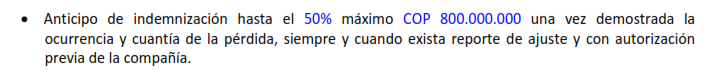 • Anticipo de indemnización hasta el 50% máximo COP 800.000.000 una vez demostrada la
ocurrencia y cuantía de la pérdida, siempre y cuando exista reporte de ajuste y con autorización
previa de la compañía.